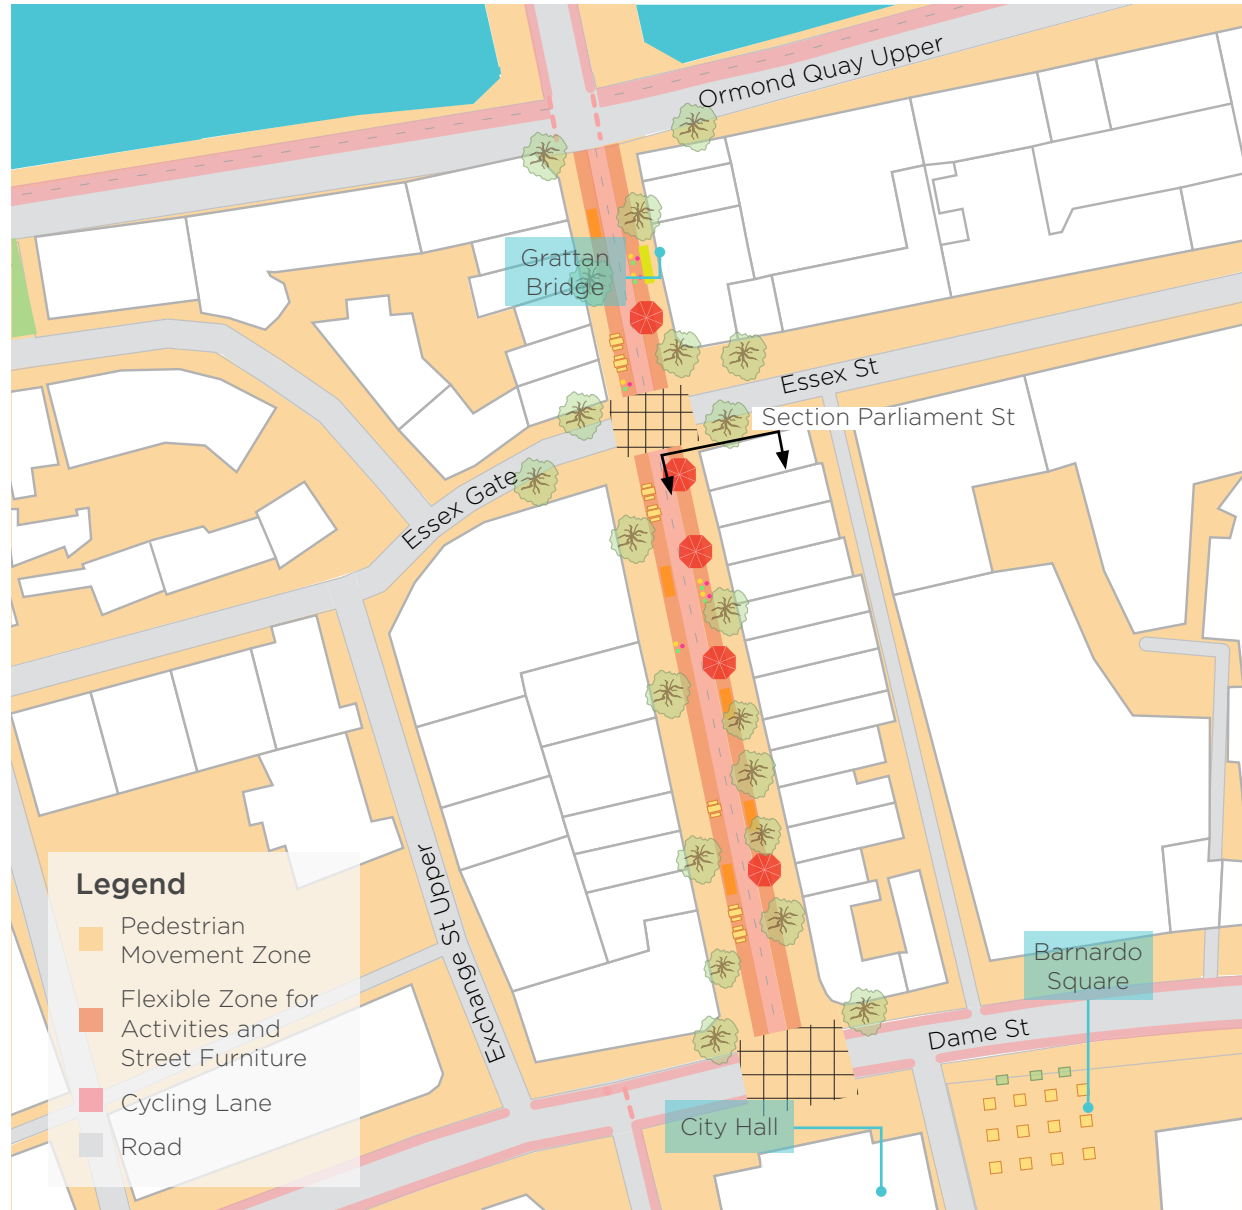 Ormond Quay Upper
Grattan
Bridge
Essex St
Section Parliament St
Essex Gate
Exchange St Upper
Legend
Pedestrian
Movement Zone
Flexible Zone for
Activities and
Street Furniture
Cycling Lane
Road
Barnardo
Square
Dame St
City Hall